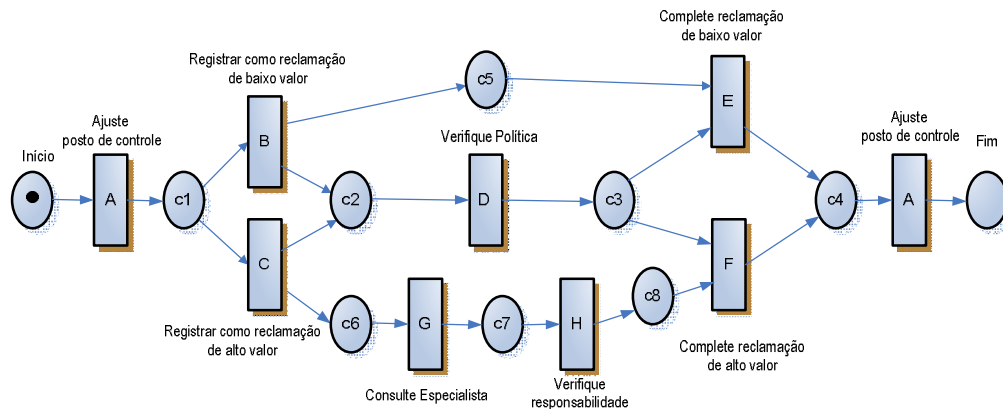 Complete reclamação
de baixo valor
Registrar como reclamação
de baixo valor
c5
E
Ajuste
posto de controle
Início
B
Verifique Política
Ajuste
posto de controle
Fim
A
c1
c2
D
c3
c4
A
C
F
c6
G
c7
H
c8
Registrar como reclamação
de alto valor
Complete reclamação
de alto valor
Consulte Especialista
Verifique
responsabilidade